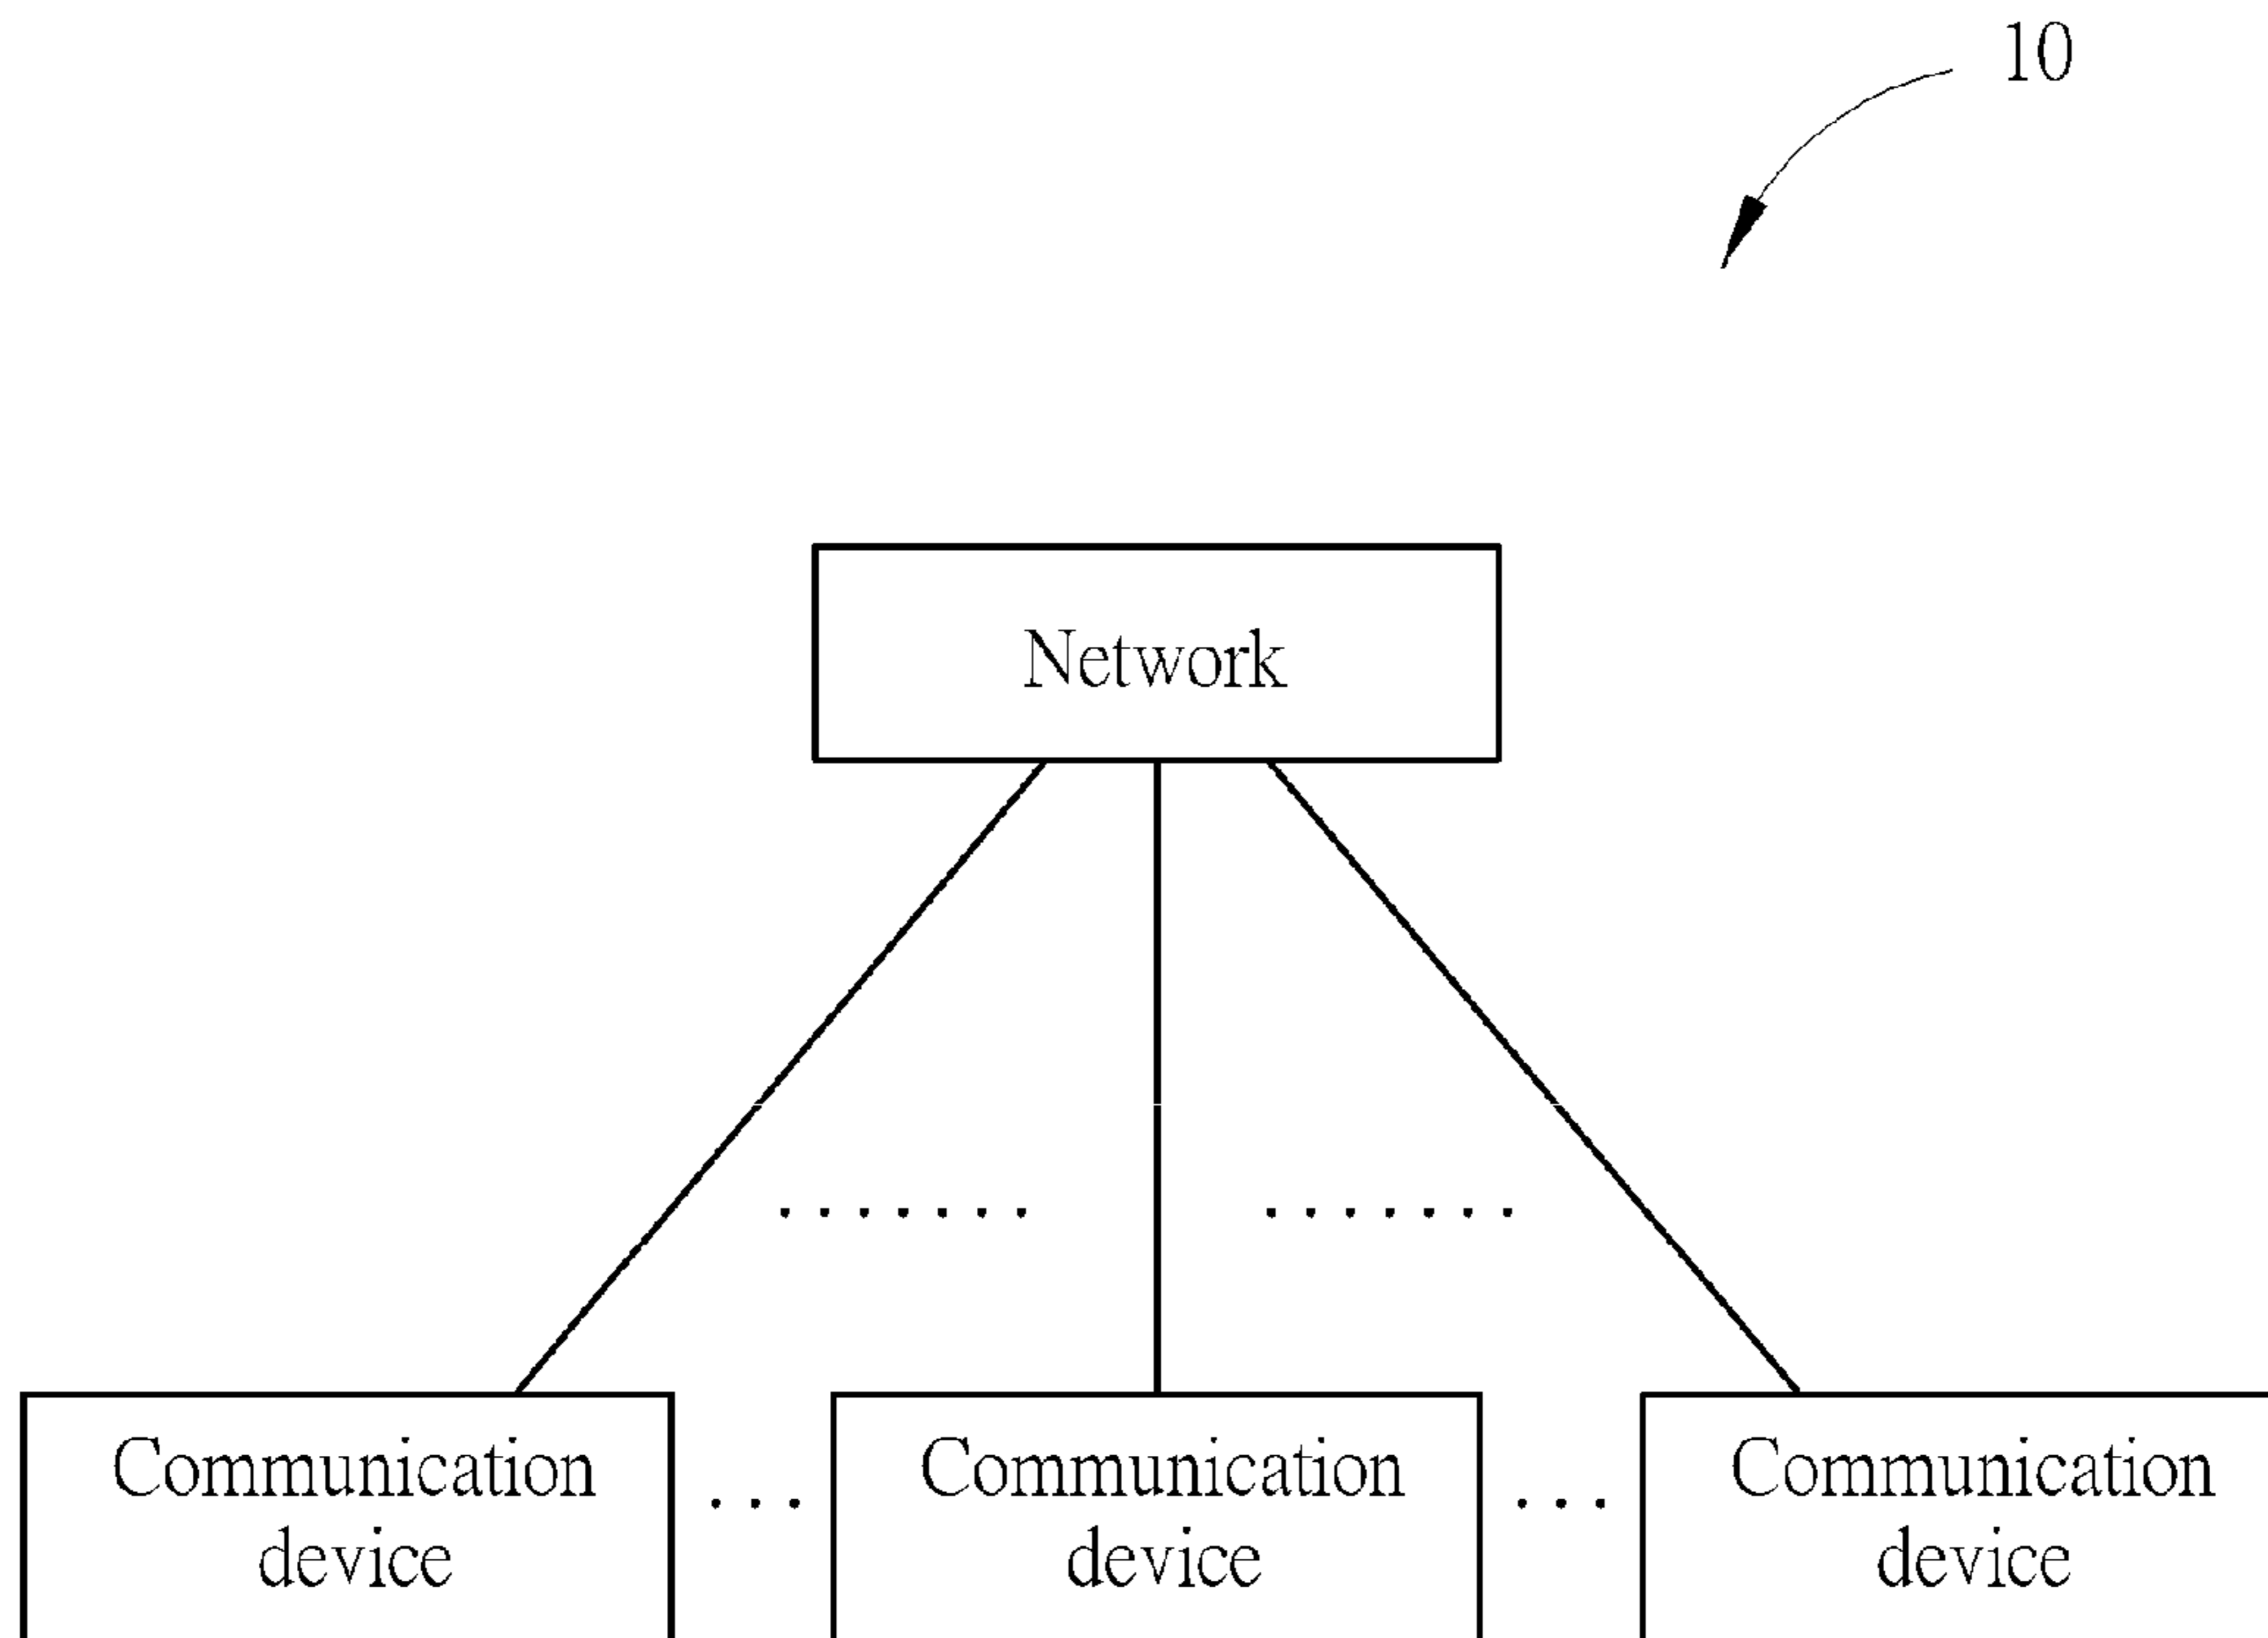 10
Network
Communication
device
Communication
device
Communication
device